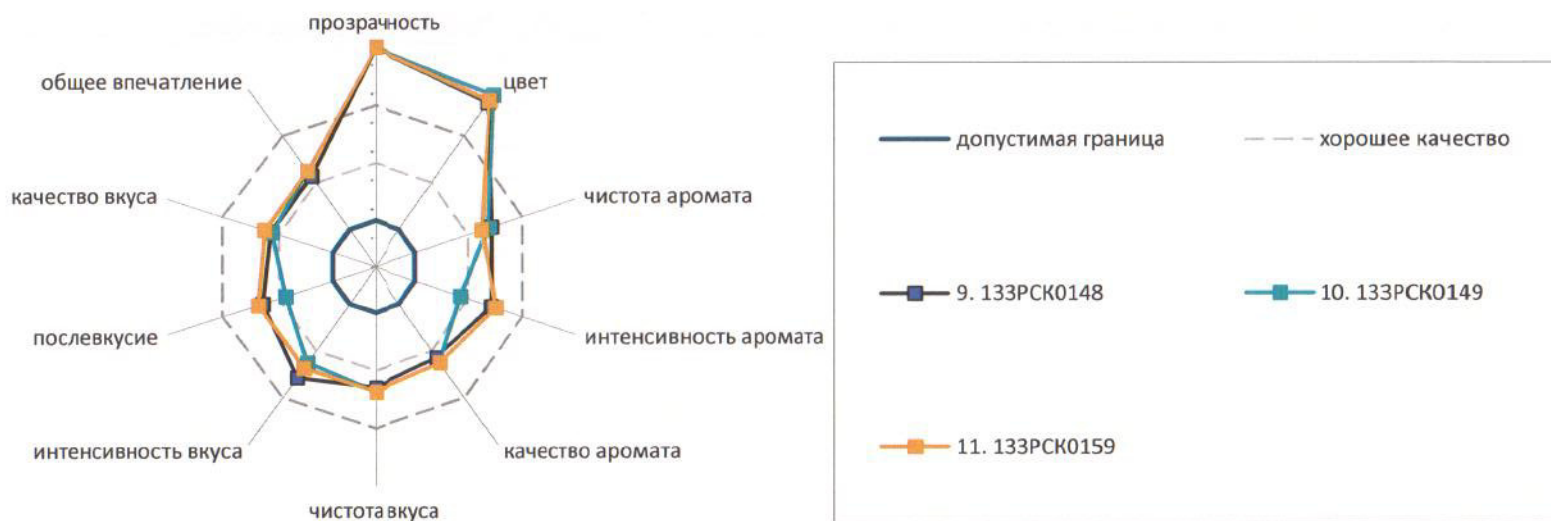 прозрачность
общее впечатление
цвет
качество вкуса
чистота аромата
послевкусие
интенсивность аромата
интенсивность вкуса
качество аромата
чистота вкуса
допустимая граница
хорошее качество
9. 133РСК0148
10. 133РСК0149
11. 133РСК0159